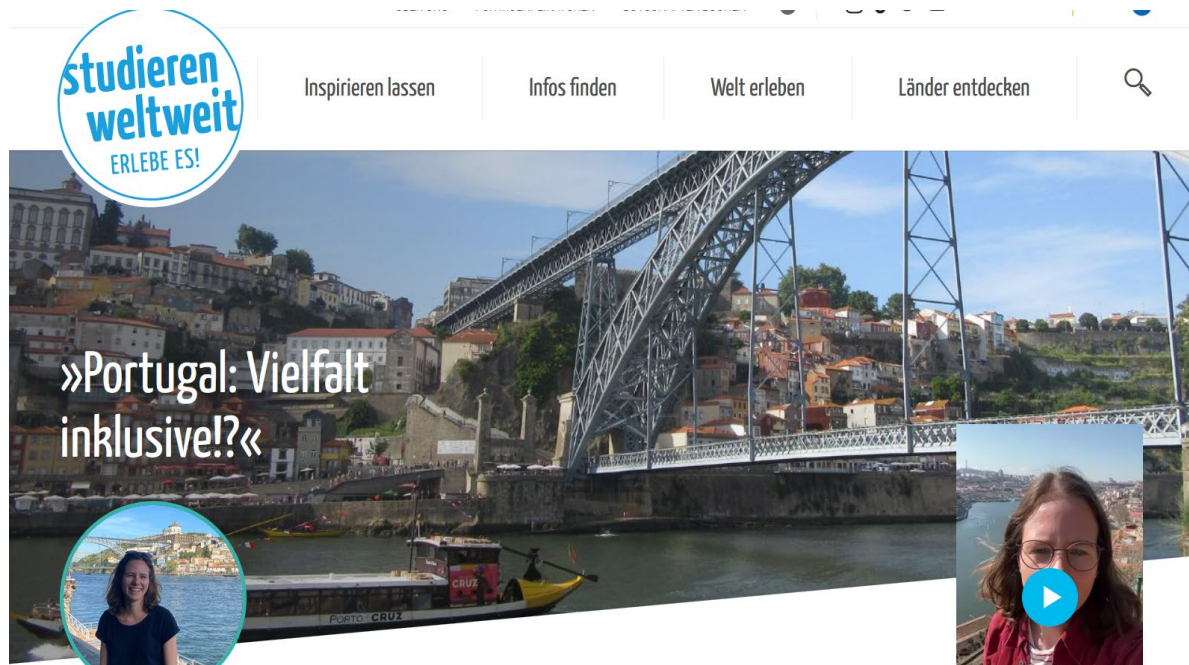 studieren
weltweit
ERLEBE ES!
Inspirieren lassen
Infos finden
Welt erleben
Länder entdecken
»Portugal: Vielfalt
inklusive!?«
CRUZ
PORTO CRUZ